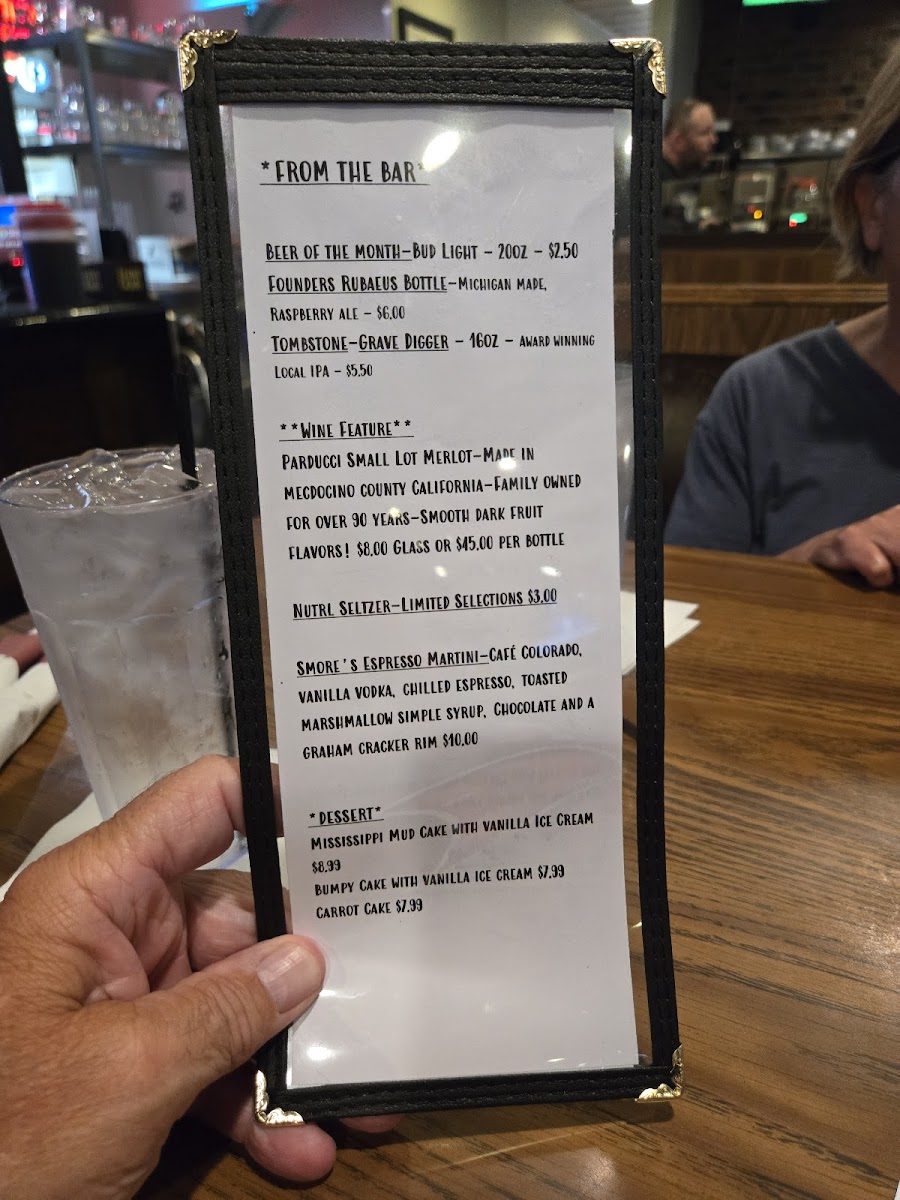 *From the Bar*
Beer of the month-Bud Light - 20oz - $2.50
Founders Rubaeus Bottle-Michigan made,
Raspberry ale - $6.00
Tombstone-Grave Digger - 16oz - award winning
Local IPA - $5.50
**Wine Feature**
Parducci Small Lot Merlot-Made in
mecdocino county California-Family owned
for over 90 years-Smooth dark fruit
flavors! $8.00 Glass or $45.00 per bottle
Nutrl Seltzer-Limited Selections $3.00
Smore's Espresso Martini-Café Colorado,
vanilla vodka, chilled espresso, toasted
marshmallow simple syrup, Chocolate and a
graham cracker rim $10.00
*Dessert*
Mississippi Mud Cake with vanilla Ice Cream
$8.99
Bumpy Cake with vanilla ice cream $7.99
Carrot Cake $7.99